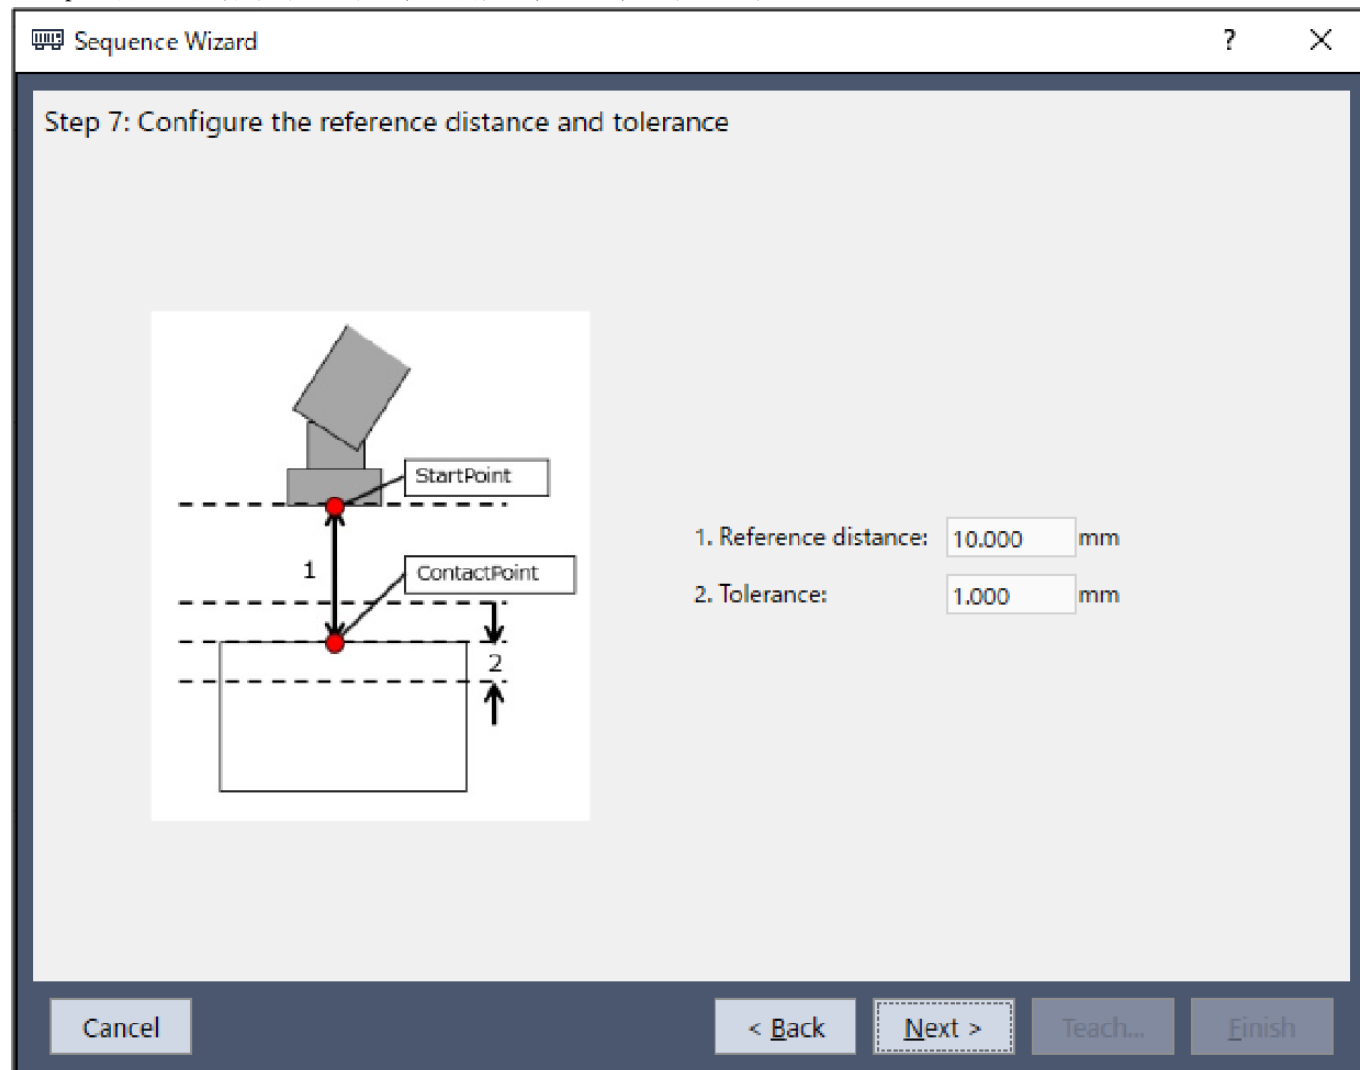 Sequence Wizard
?
Step 7: Configure the reference distance and tolerance
StartPoint
1
ContactPoint
2
1. Reference distance: 10.000 mm
2. Tolerance: 1.000 mm
Cancel
< Back
Next >
Teach...
Finish